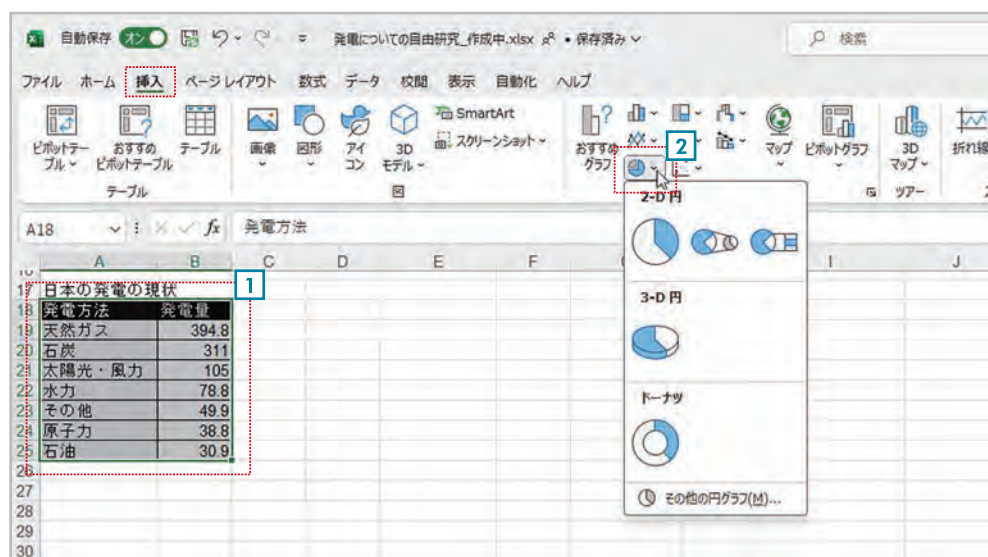 自動保存 オン 発電についての自由研究_作成中.xlsx • 保存済み 検索
ファイル ホーム 挿入 ページ レイアウト 数式 データ 校閲 表示 自動化 ヘルプ
ピボットテーブル
おすすめピボットテーブル
テーブル
画像
図形
アイコン
3Dモデル
SmartArt
スクリーンショット
おすすめグラフ
マップ
ピボットグラフ
3Dマップ
折れ線
テーブル 図 ツアー
2
A18 fx 発電方法
2-D 円
3-D 円
ドーナツ
その他の円グラフ(M)...
A B C D E F I J
1
17 日本の発電の現状
18 発電方法 発電量
19 天然ガス 394.8
20 石炭 311
21 太陽光・風力 105
22 水力 78.8
23 その他 49.9
24 原子力 38.8
25 石油 30.9
26
27
28
29
30